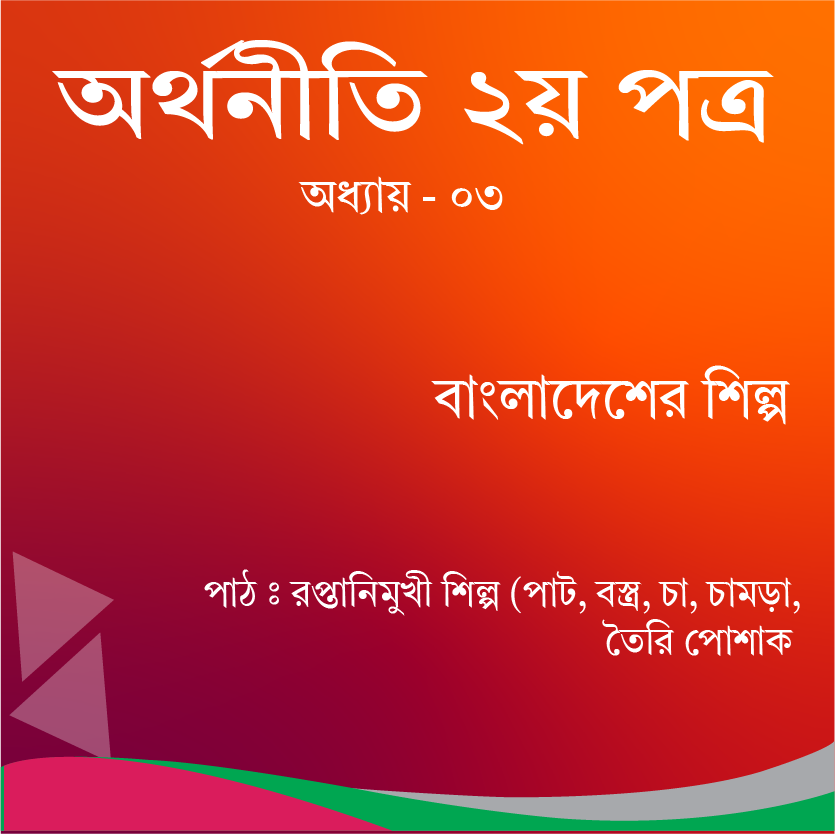 অর্থনীতি ২য় পত্র
অধ্যায় - ০৩
বাংলাদেশের শিল্প
পাঠ ঃ রপ্তানিমুখী শিল্প (পাট, বস্ত্র, চা, চামড়া,
তৈরি পোশাক